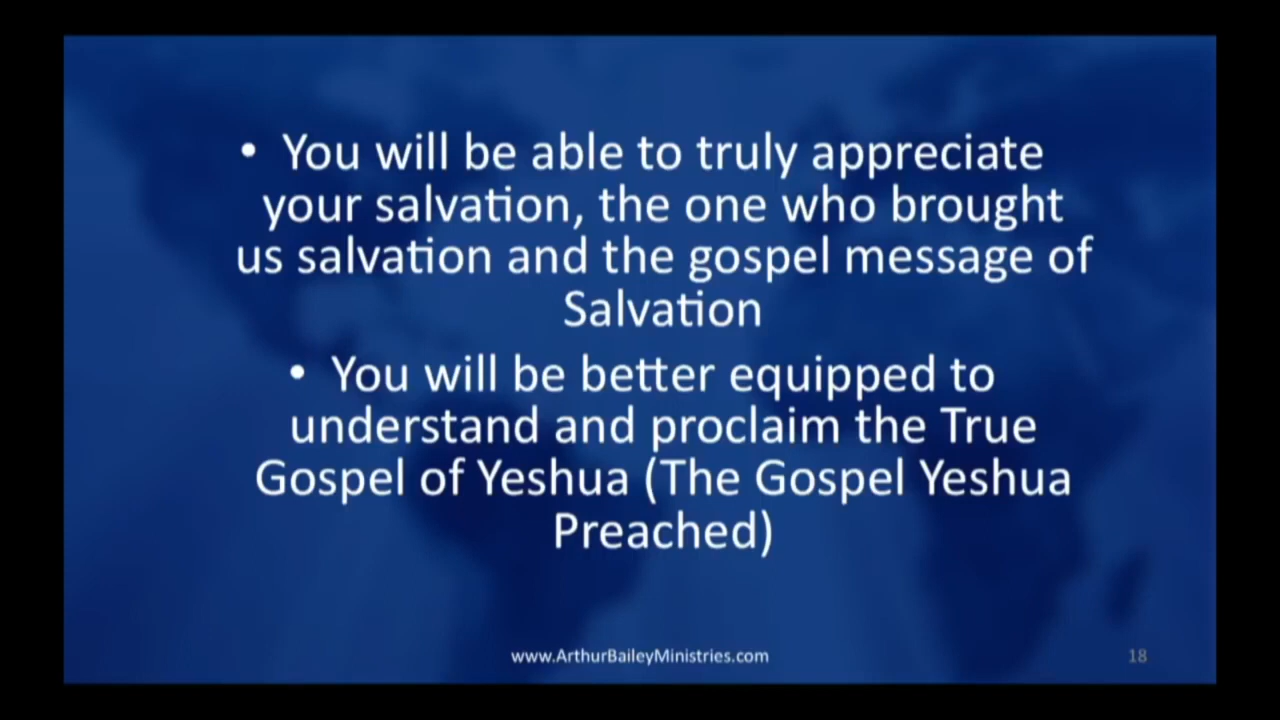 • You will be able to truly appreciate
your salvation, the one who brought
us salvation and the gospel message of
Salvation
• You will be better equipped to
understand and proclaim the True
Gospel of Yeshua (The Gospel Yeshua
Preached)
www.ArthurBaileyMinistries.com
18